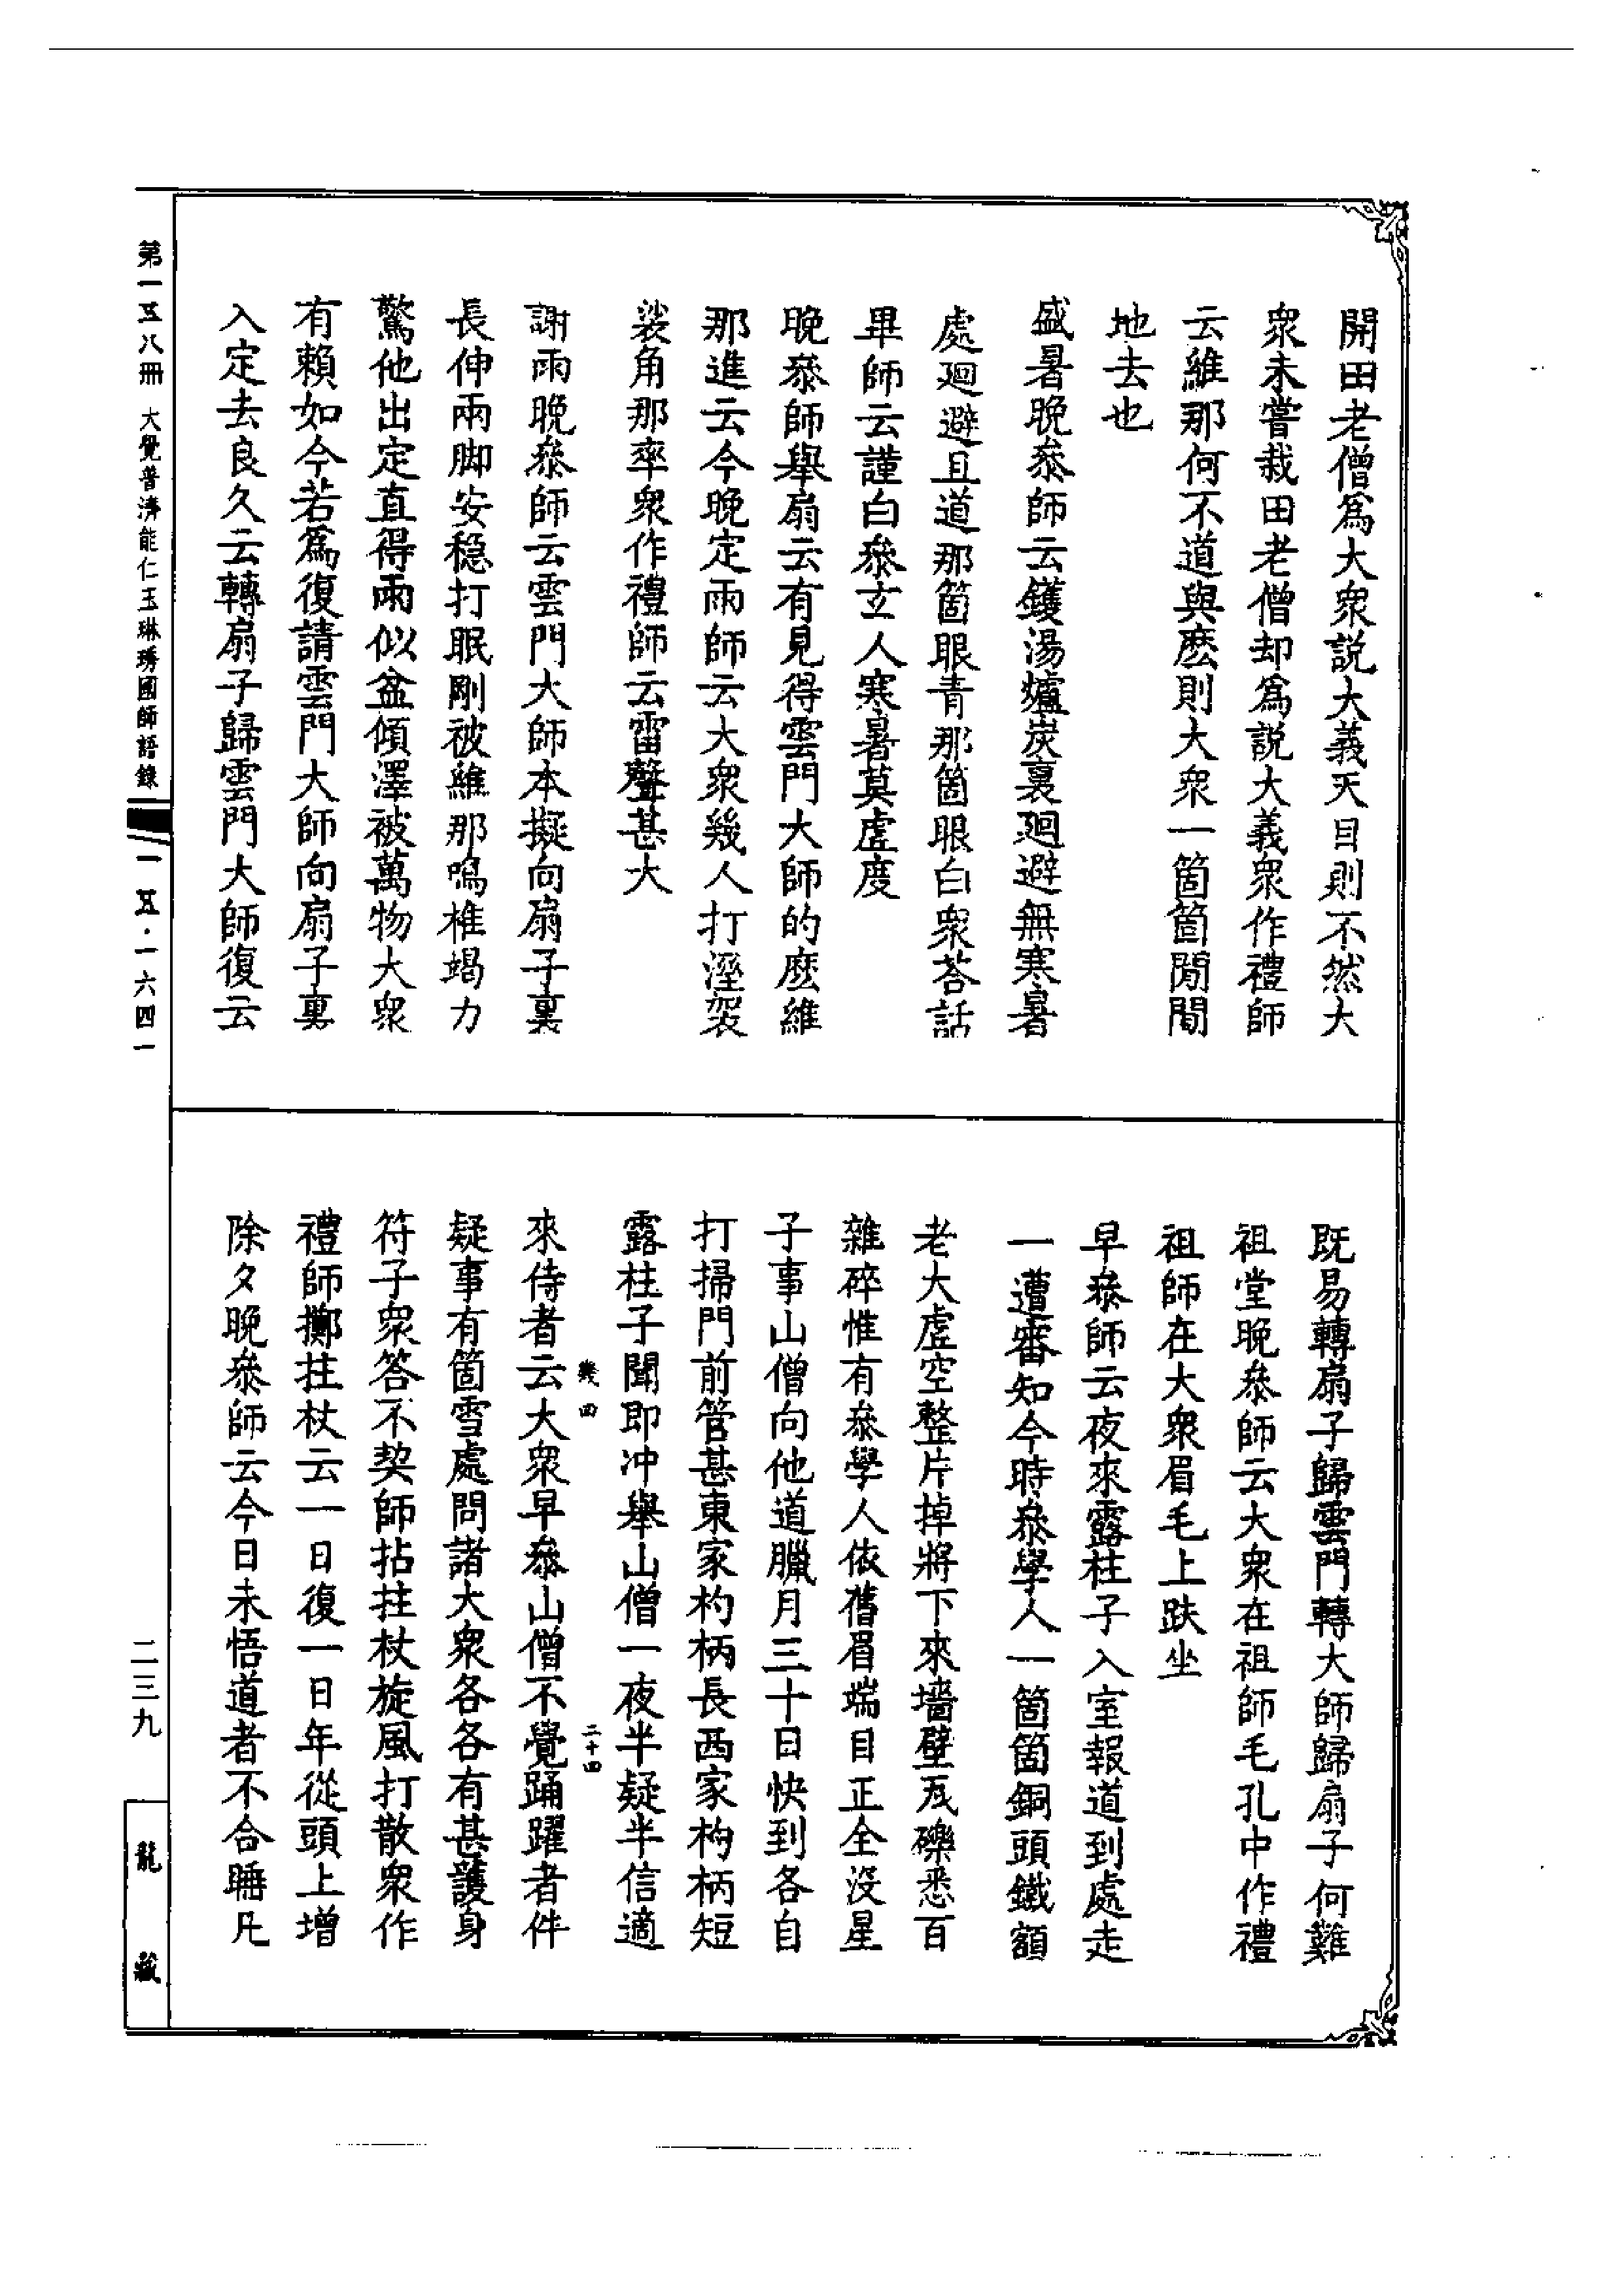 開田老僧爲大衆説大義天目則不然大
衆未嘗栽田老僧却爲説大義衆作禮師
云維那何不道與麽則大衆一箇箇閒閒
地去也
盛暑晚叅師云鑊湯爐炭裏廻避無寒暑
處廻避且道那箇眼青那箇眼白衆荅話
畢師云謹白叅玄人寒暑莫虛度
晚叅師舉扇云有見得雲門大師的麽維
那進云今晚定雨師云大衆幾人打溼袈
裟角那率衆作禮師云雷聲甚大
謝雨晚叅師云雲門大師本擬向扇子裏
長伸兩脚安穩打眠剛被維那鳴椎竭力
驚他出定直得雨似盆傾澤被萬物大衆
有賴如今若爲復請雲門大師向扇子裏
入定去良久云轉扇子歸雲門大師復云
既易轉扇子歸雲門轉大師歸扇子何難
祖堂晚叅師云大衆在祖師毛孔中作禮
祖師在大衆眉毛上趺坐
早叅師云夜來露柱子入室報道到處走
一遭審知今時叅學人一箇箇銅頭鐵額
老大虛空整片掉將下來墻壁瓦礫悉百
雜碎惟有叅學人依舊眉端目正全沒星
子事山僧向他道臘月三十日快到各自
打掃門前管甚東家杓柄長西家杓柄短
露柱子聞即冲舉山僧一夜半疑半信適
幾四
二十四
來侍者云大衆早叅山僧不覺踊躍者件
疑事有箇雪處問諸大衆各各有甚護身
符子衆答不契師拈拄杖旋風打散衆作
禮師擲拄杖云一日復一日年從頭上增
除夕晚叅師云今日未悟道者不合睡凡
第一五八冊 大覺普濟能仁玉琳琇國師語錄
一五·一六四一
二三九
龍藏